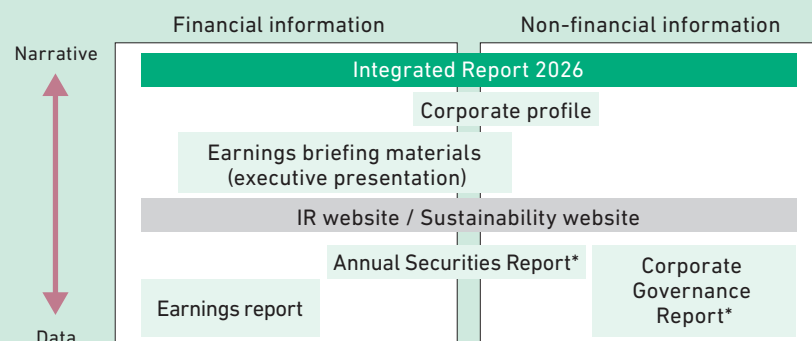 Financial information
Non-financial information
Narrative
Integrated Report 2026
Corporate profile
Earnings briefing materials
(executive presentation)
IR website / Sustainability website
Annual Securities Report*
Corporate
Governance
Report*
Earnings report
Data